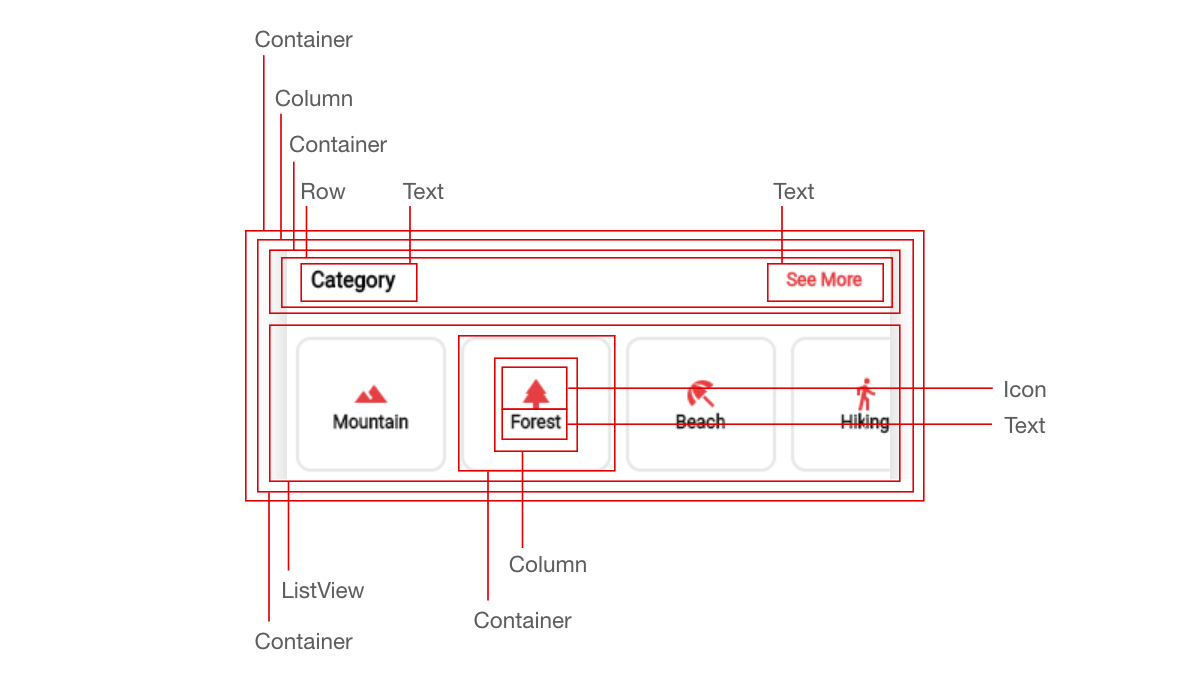 Container
Column
Container
Row Text Text
Category See More
Mountain Forest Beach Hiking
Icon
Text
Column
ListView
Container
Container